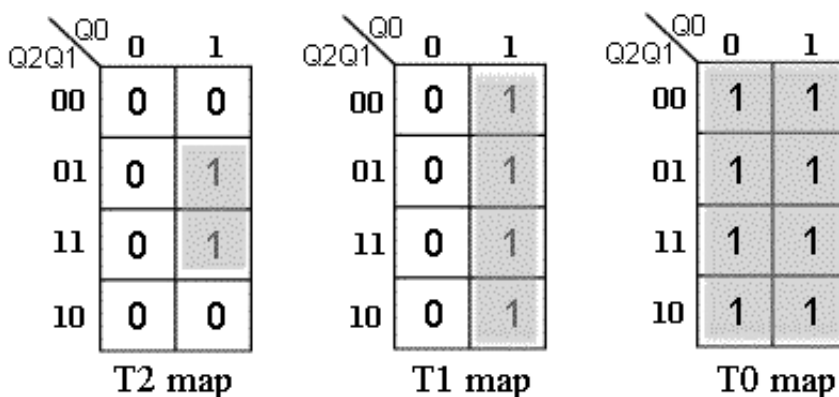 Q0 Q0 Q0
Q2Q1 0 1 Q2Q1 0 1 Q2Q1 0 1
00 0 0 00 0 1 00 1 1
01 0 1 01 0 1 01 1 1
11 0 1 11 0 1 11 1 1
10 0 0 10 0 1 10 1 1
T2 map T1 map T0 map